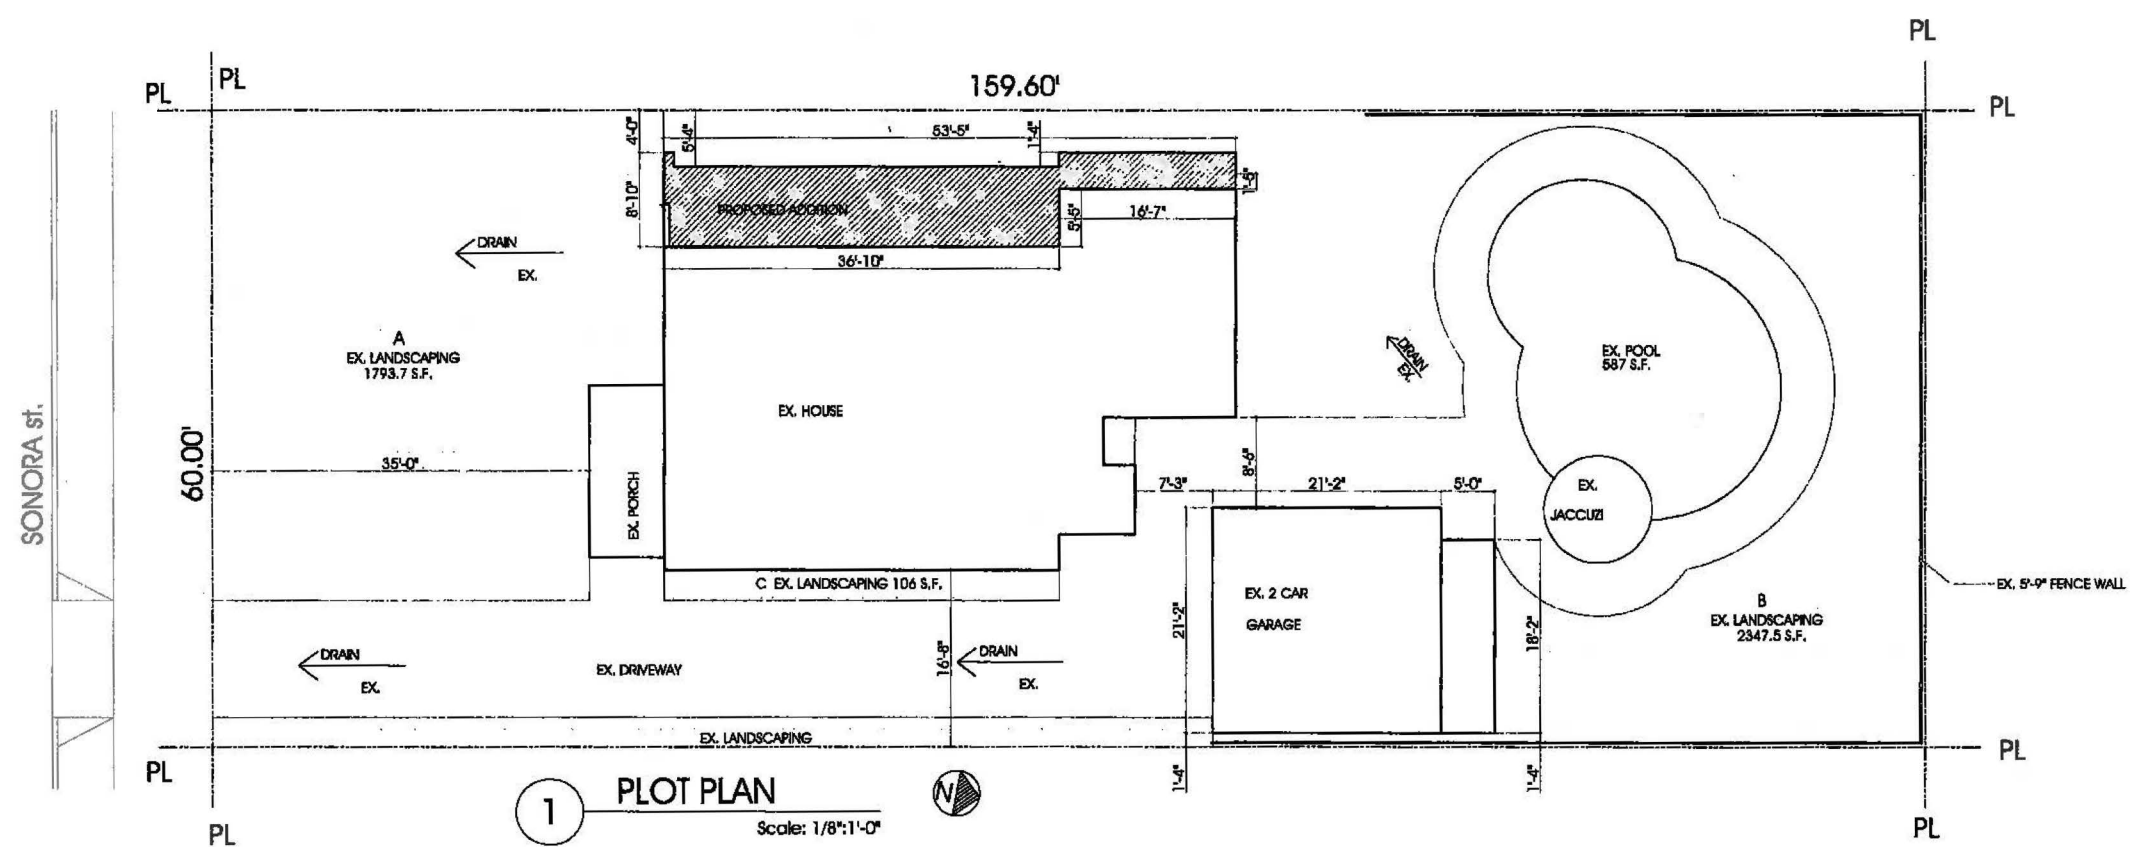 PL
PL
PL
159.60'
PL
4'-0"
5'-4"
53'-5"
1'-4"
8'-10"
PROPOSED ADDITION
1'-5"
5'-5"
16'-7"
36'-10"
DRAIN
EX.
A
EX. LANDSCAPING
1793.7 S.F.
SONORA st.
60.00'
35'-0"
EX. PORCH
EX. HOUSE
DRAIN
EX.
EX. POOL
587 S.F.
8'-6"
7'-3"
21'-2"
5'-0"
EX.
JACCUZI
C EX. LANDSCAPING 106 S.F.
EX. 2 CAR
GARAGE
21'-2"
18'-2"
EX. 5'-9" FENCE WALL
B
EX. LANDSCAPING
2347.5 S.F.
DRAIN
EX.
EX. DRIVEWAY
16'-8"
DRAIN
EX.
EX. LANDSCAPING
PL
PL
1'-4"
1'-4"
1
PLOT PLAN
Scale: 1/8":1'-0"
N
PL
PL